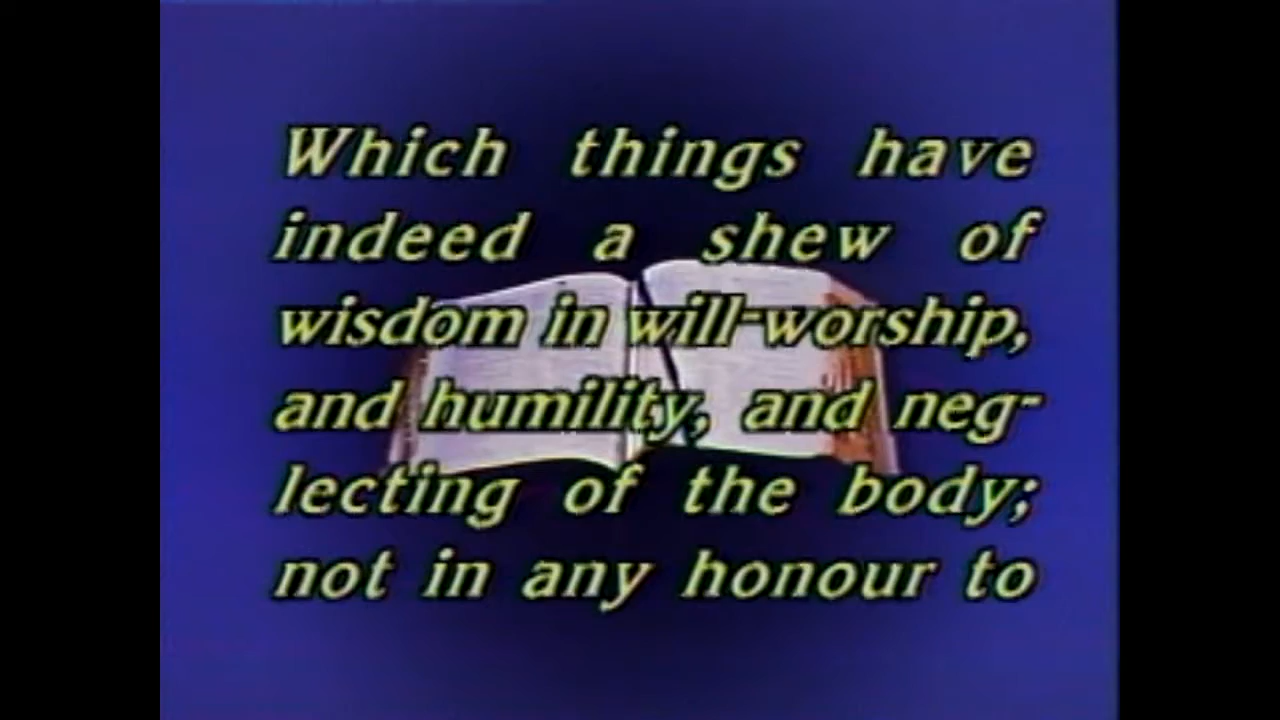 Which things have
indeed a shew of
wisdom in will-worship,
and humility, and neg-
lecting of the body;
not in any honour to